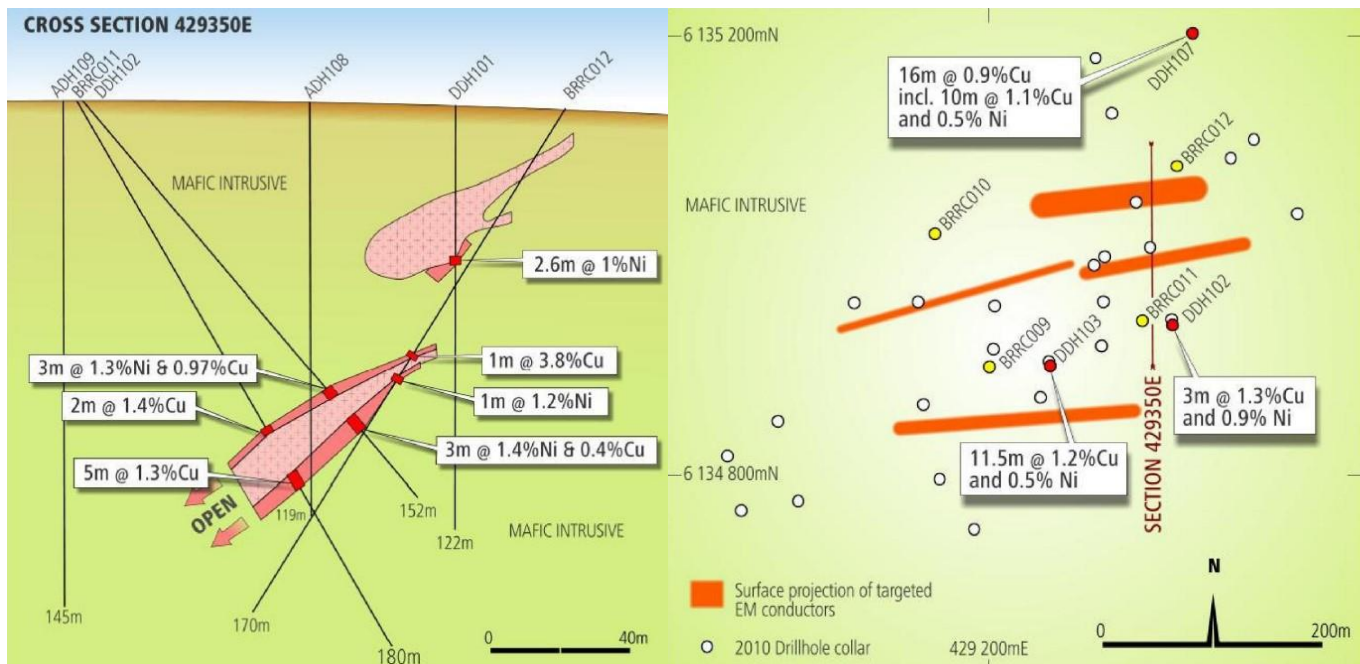 CROSS SECTION 429350E
ADH109
BRRC011
DDH102
ADH108
DDH101
BRRC012
MAFIC INTRUSIVE
2.6m @ 1%Ni
3m @ 1.3%Ni & 0.97%Cu
1m @ 3.8%Cu
2m @ 1.4%Cu
1m @ 1.2%Ni
3m @ 1.4%Ni & 0.4%Cu
5m @ 1.3%Cu
OPEN
119m
152m
122m
MAFIC INTRUSIVE
145m
170m
180m
0
40m
6 135 200mN
DDH107
16m @ 0.9%Cu
incl. 10m @ 1.1%Cu
and 0.5% Ni
BRRC012
MAFIC INTRUSIVE
BRRC010
BRRC011
DDH102
BRRC009
DDH103
SECTION 429350E
3m @ 1.3%Cu
and 0.9% Ni
11.5m @ 1.2%Cu
and 0.5% Ni
6 134 800mN
Surface projection of targeted
EM conductors
2010 Drillhole collar
429 200mE
N
0
200m